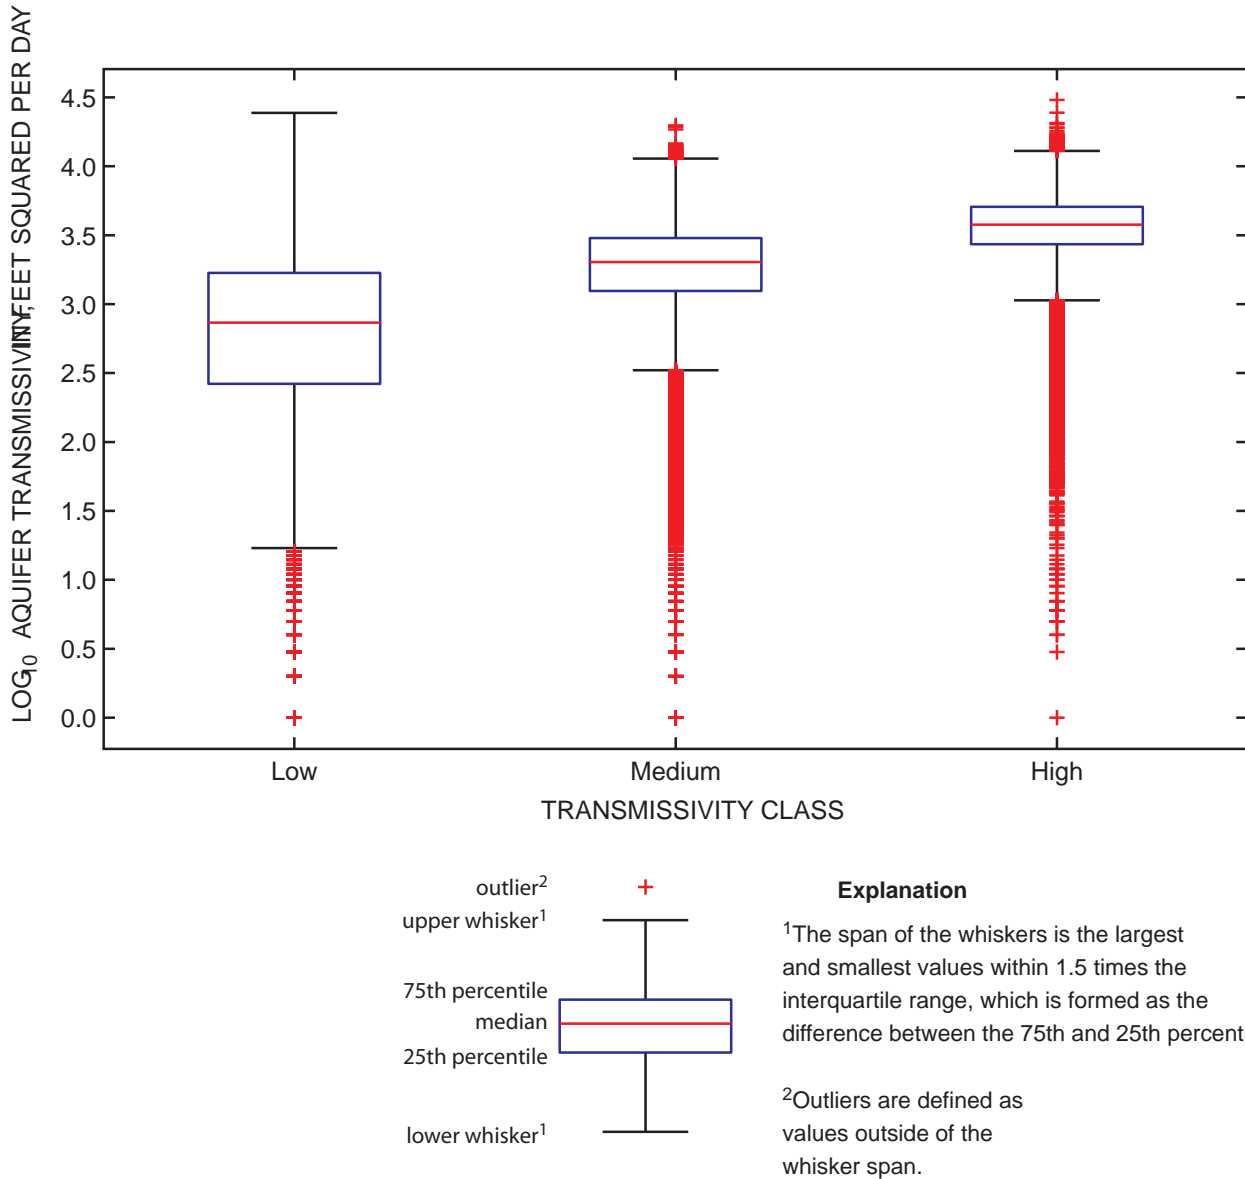 LOG10 AQUIFER TRANSMISSIVITY,
IN FEET SQUARED PER DAY
4.5
4.0
3.5
3.0
2.5
2.0
1.5
1.0
0.5
0.0
Low Medium High
TRANSMISSIVITY CLASS
outlier2
upper whisker1
75th percentile
median
25th percentile
lower whisker1
Explanation
1The span of the whiskers is the largest
and smallest values within 1.5 times the
interquartile range, which is formed as the
difference between the 75th and 25th percent
2Outliers are defined as
values outside of the
whisker span.